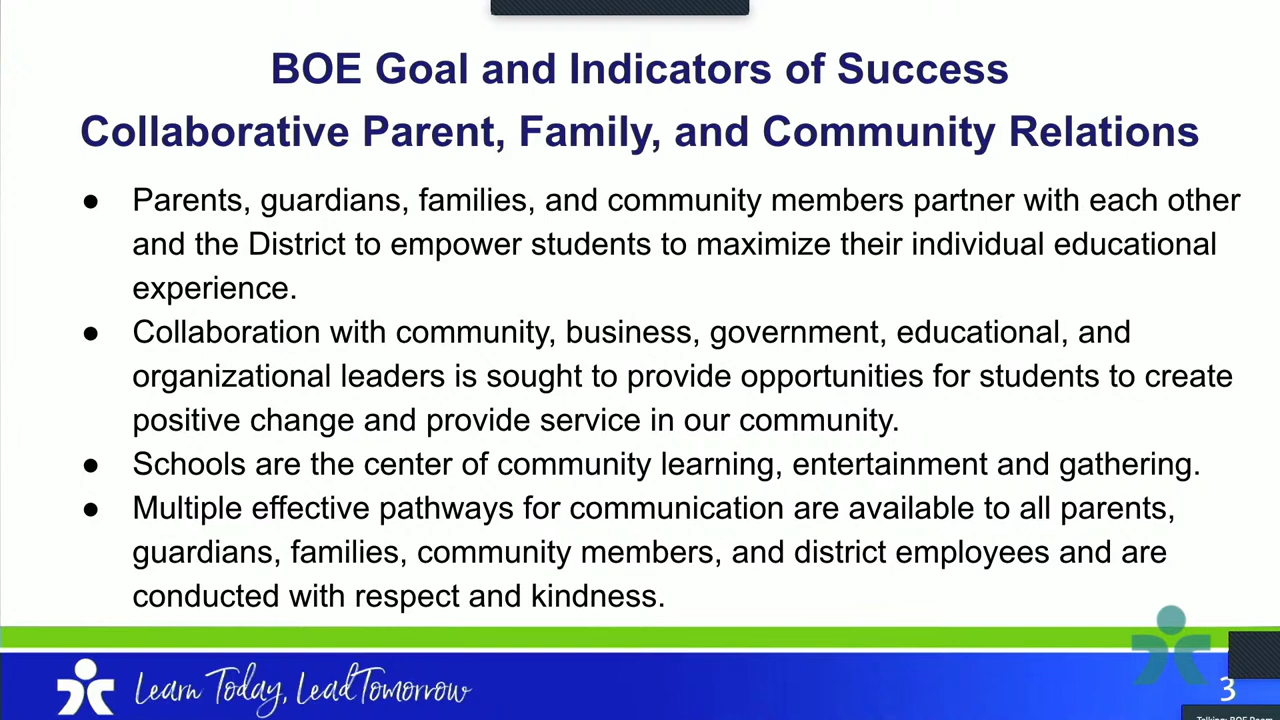 BOE Goal and Indicators of Success
Collaborative Parent, Family, and Community Relations
● Parents, guardians, families, and community members partner with each other
and the District to empower students to maximize their individual educational
experience.
● Collaboration with community, business, government, educational, and
organizational leaders is sought to provide opportunities for students to create
positive change and provide service in our community.
● Schools are the center of community learning, entertainment and gathering.
● Multiple effective pathways for communication are available to all parents,
guardians, families, community members, and district employees and are
conducted with respect and kindness.
Learn Today, Lead Tomorrow
3
Talking: BOE